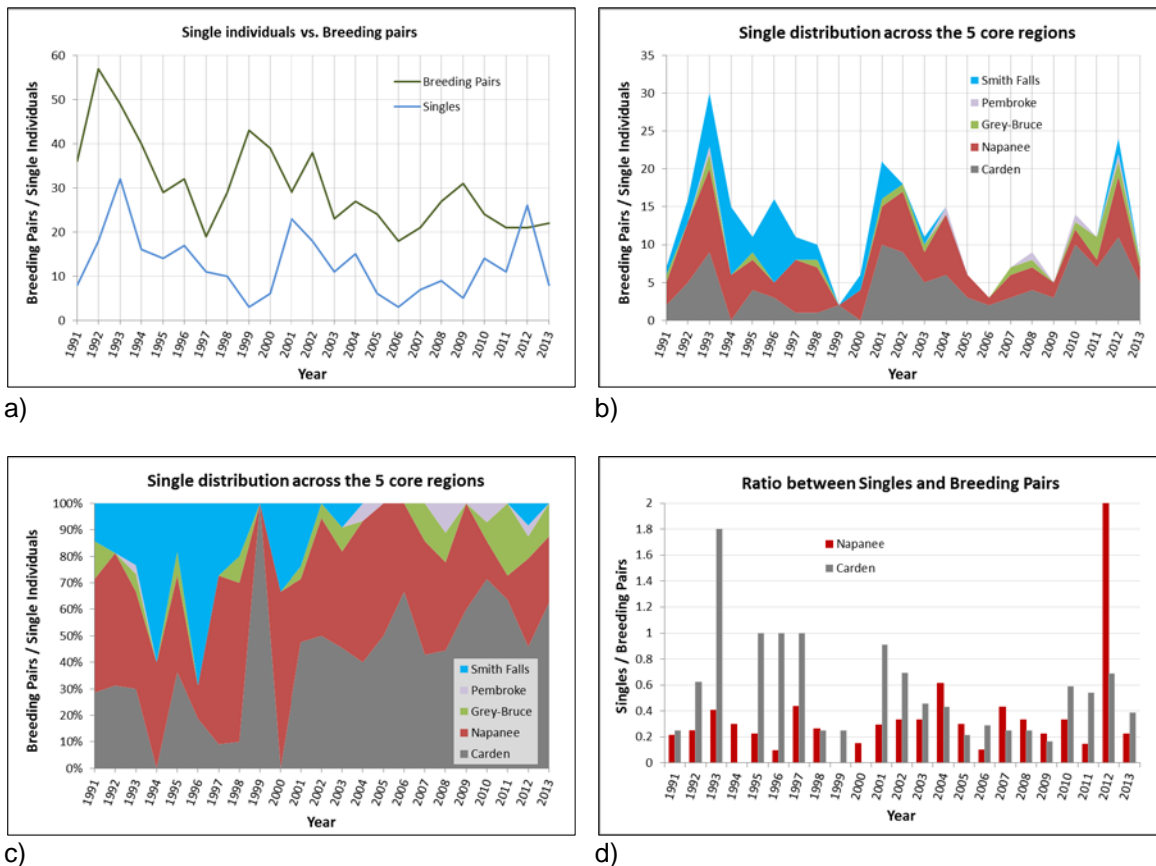 Single individuals vs. Breeding pairs
Breeding Pairs / Single Individuals
60
50
40
30
20
10
0
Breeding Pairs
Singles
1991 1992 1993 1994 1995 1996 1997 1998 1999 2000 2001 2002 2003 2004 2005 2006 2007 2008 2009 2010 2011 2012 2013
Year
a)
Single distribution across the 5 core regions
Breeding Pairs / Single Individuals
35
30
25
20
15
10
5
0
Smith Falls
Pembroke
Grey-Bruce
Napanee
Carden
1991 1992 1993 1994 1995 1996 1997 1998 1999 2000 2001 2002 2003 2004 2005 2006 2007 2008 2009 2010 2011 2012 2013
Year
b)
Single distribution across the 5 core regions
Breeding Pairs / Single Individuals
100%
90%
80%
70%
60%
50%
40%
30%
20%
10%
0%
Smith Falls
Pembroke
Grey-Bruce
Napanee
Carden
1991 1992 1993 1994 1995 1996 1997 1998 1999 2000 2001 2002 2003 2004 2005 2006 2007 2008 2009 2010 2011 2012 2013
Year
c)
Ratio between Singles and Breeding Pairs
Singles / Breeding Pairs
2
1.8
1.6
1.4
1.2
1
0.8
0.6
0.4
0.2
0
Napanee
Carden
1991 1992 1993 1994 1995 1996 1997 1998 1999 2000 2001 2002 2003 2004 2005 2006 2007 2008 2009 2010 2011 2012 2013
Year
d)